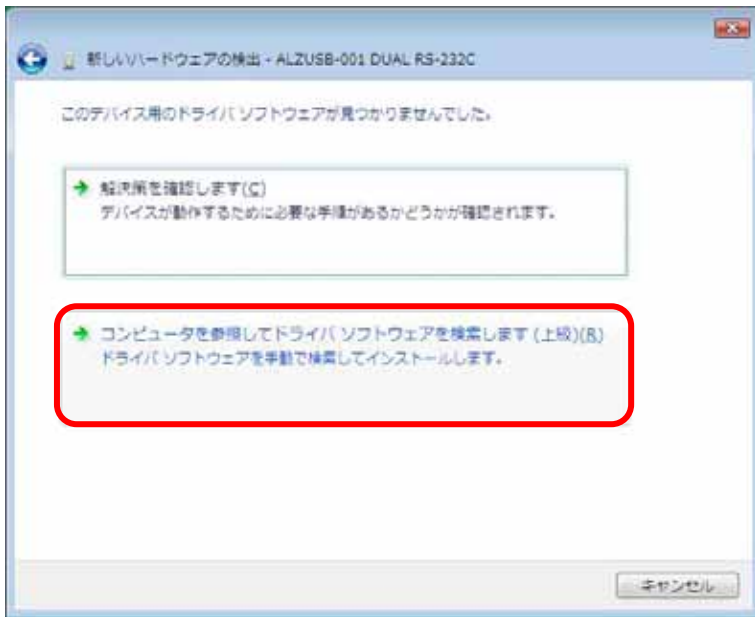 新しいハードウェアの検出 - ALZUSB-001 DUAL RS-232C
このデバイス用のドライバ ソフトウェアが見つかりませんでした。
解決策を確認します(C)
デバイスが動作するために必要な手順があるかどうかが確認されます。
コンピュータを参照してドライバ ソフトウェアを検索します (上級)(R)
ドライバ ソフトウェアを手動で検索してインストールします。
キャンセル